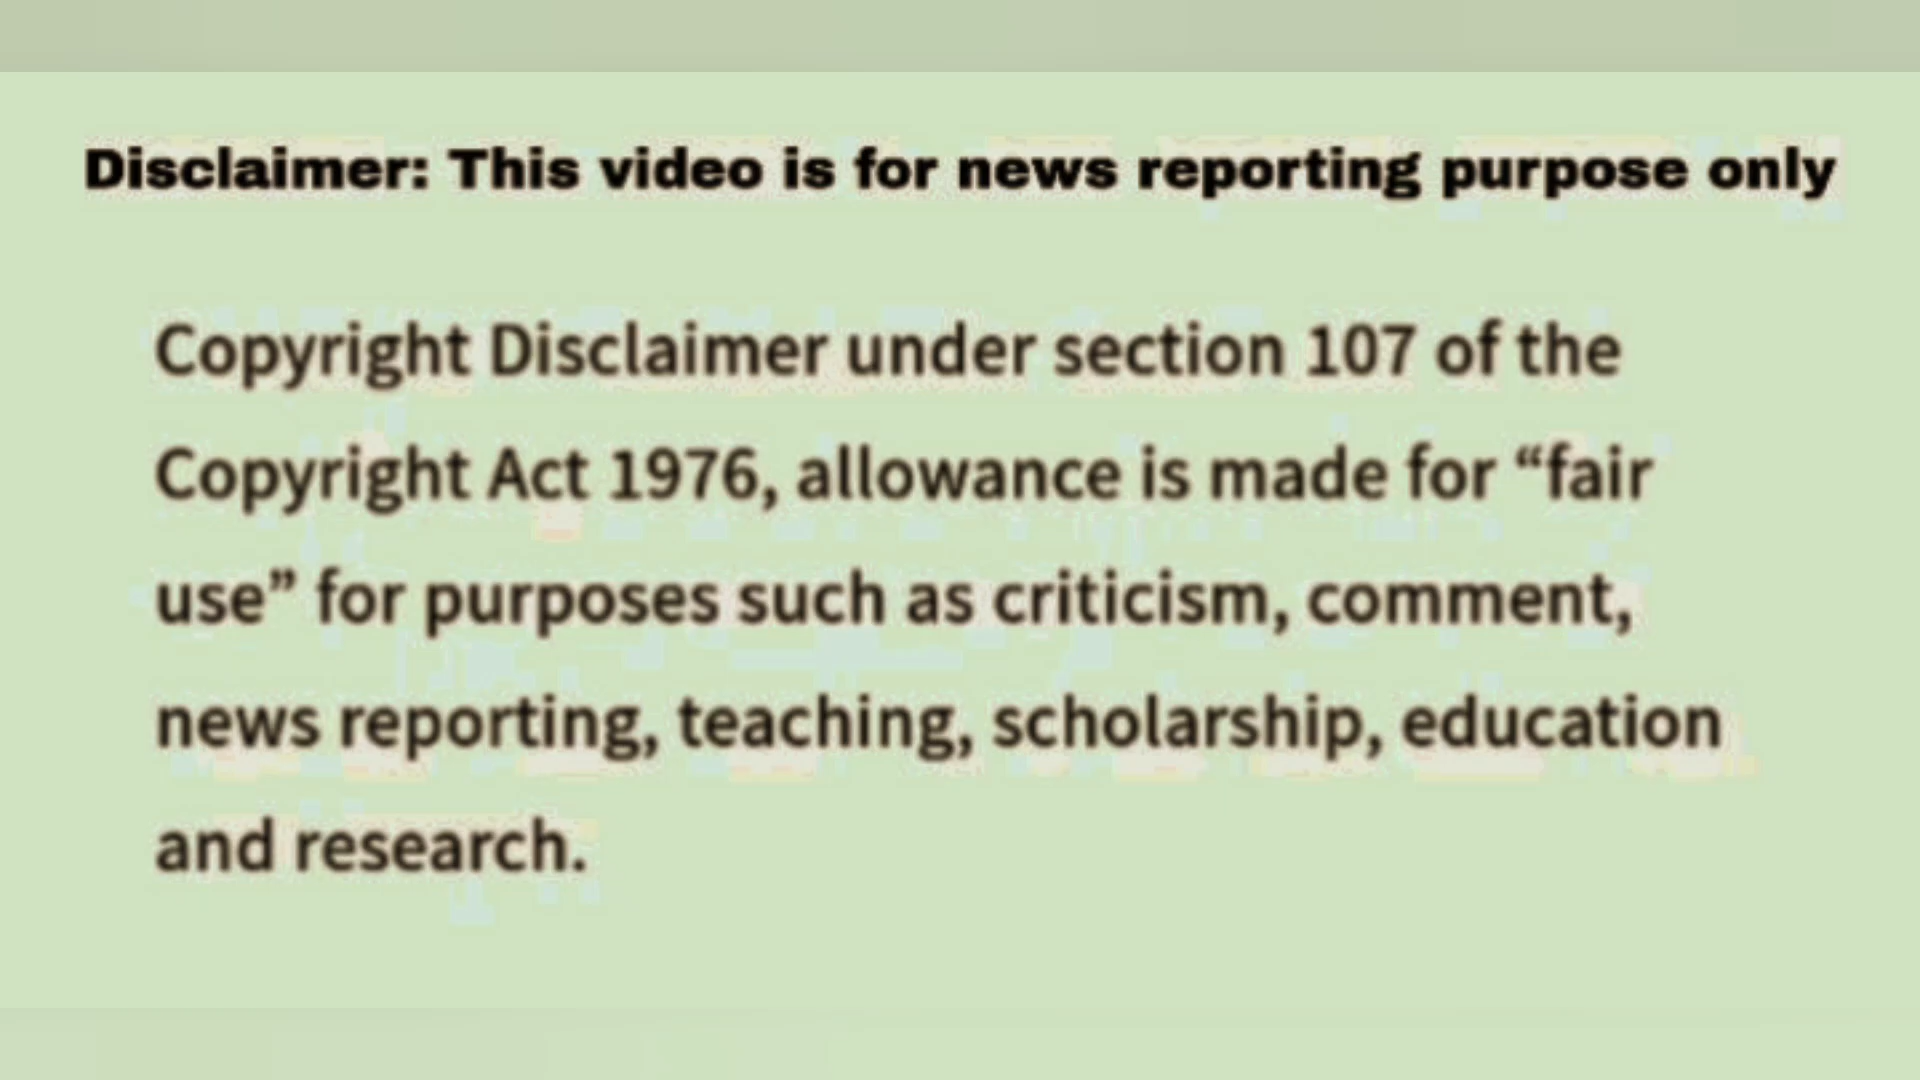 Disclaimer: This video is for news reporting purpose only
Copyright Disclaimer under section 107 of the
Copyright Act 1976, allowance is made for “fair
use” for purposes such as criticism, comment,
news reporting, teaching, scholarship, education
and research.